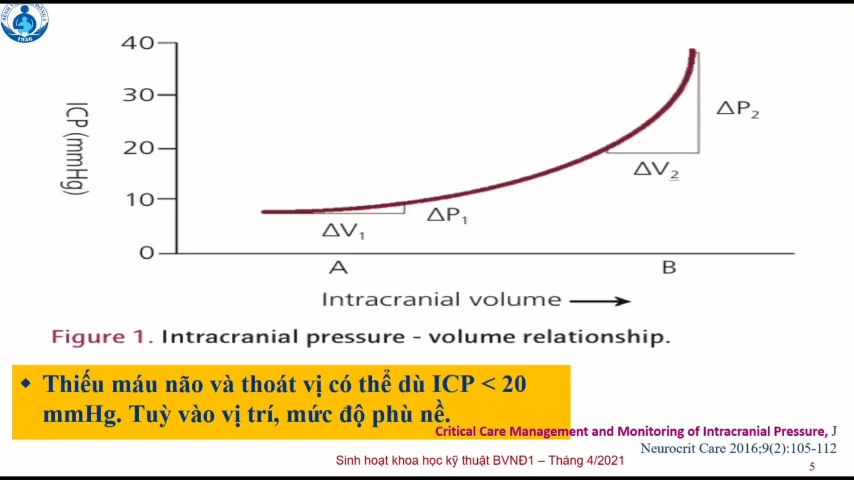 40
30
20
10
0
ICP (mmHg)
ΔP₂
ΔV₂
ΔP₁
ΔV₁
A
B
Intracranial volume
Figure 1. Intracranial pressure - volume relationship.
Thiếu máu não và thoát vị có thể dù ICP < 20
mmHg. Tuỳ vào vị trí, mức độ phù nề.
Critical Care Management and Monitoring of Intracranial Pressure, J
Neurocrit Care 2016;9(2):105-112
Sinh hoạt khoa học kỹ thuật BVNĐ1 – Tháng 4/2021
5